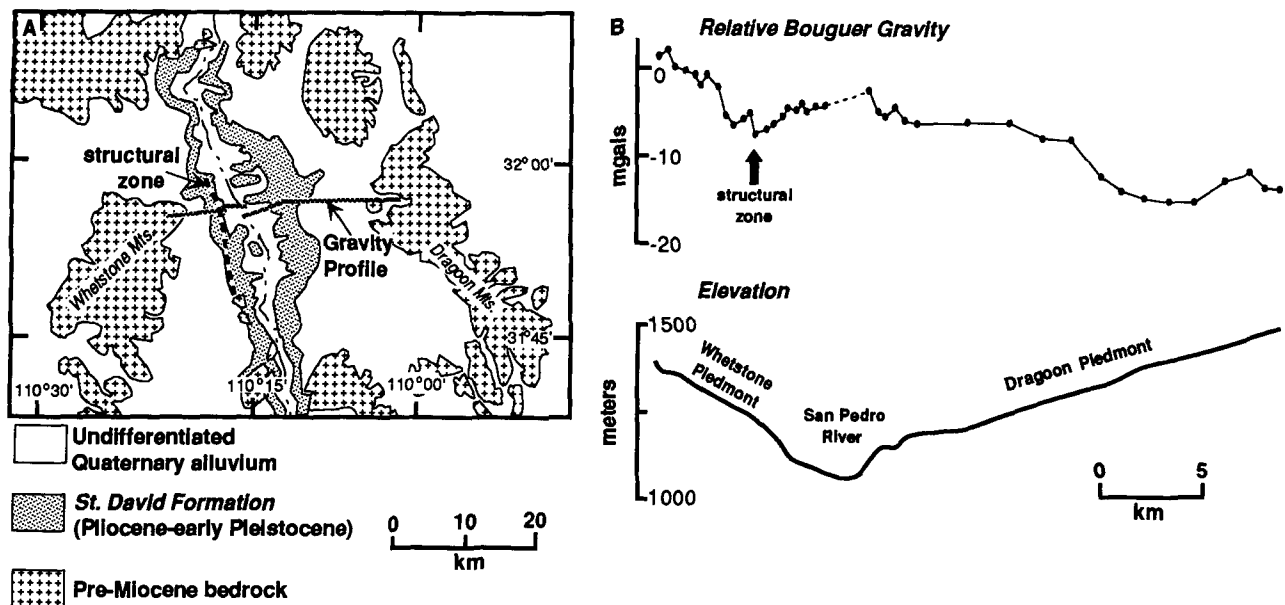 A
structural
zone
32°00'
Whetstone Mts.
Gravity
Profile
Dragoon Mts.
31°45'
110°30'
110°15'
110°00'
Undifferentiated
Quaternary alluvium
St. David Formation
(Pliocene-early Pleistocene)
0 10 20
km
Pre-Miocene bedrock
B
Relative Bouguer Gravity
0
-10
-20
mgals
structural
zone
Elevation
1500
1000
meters
Whetstone
Piedmont
San Pedro
River
Dragoon Piedmont
0 5
km